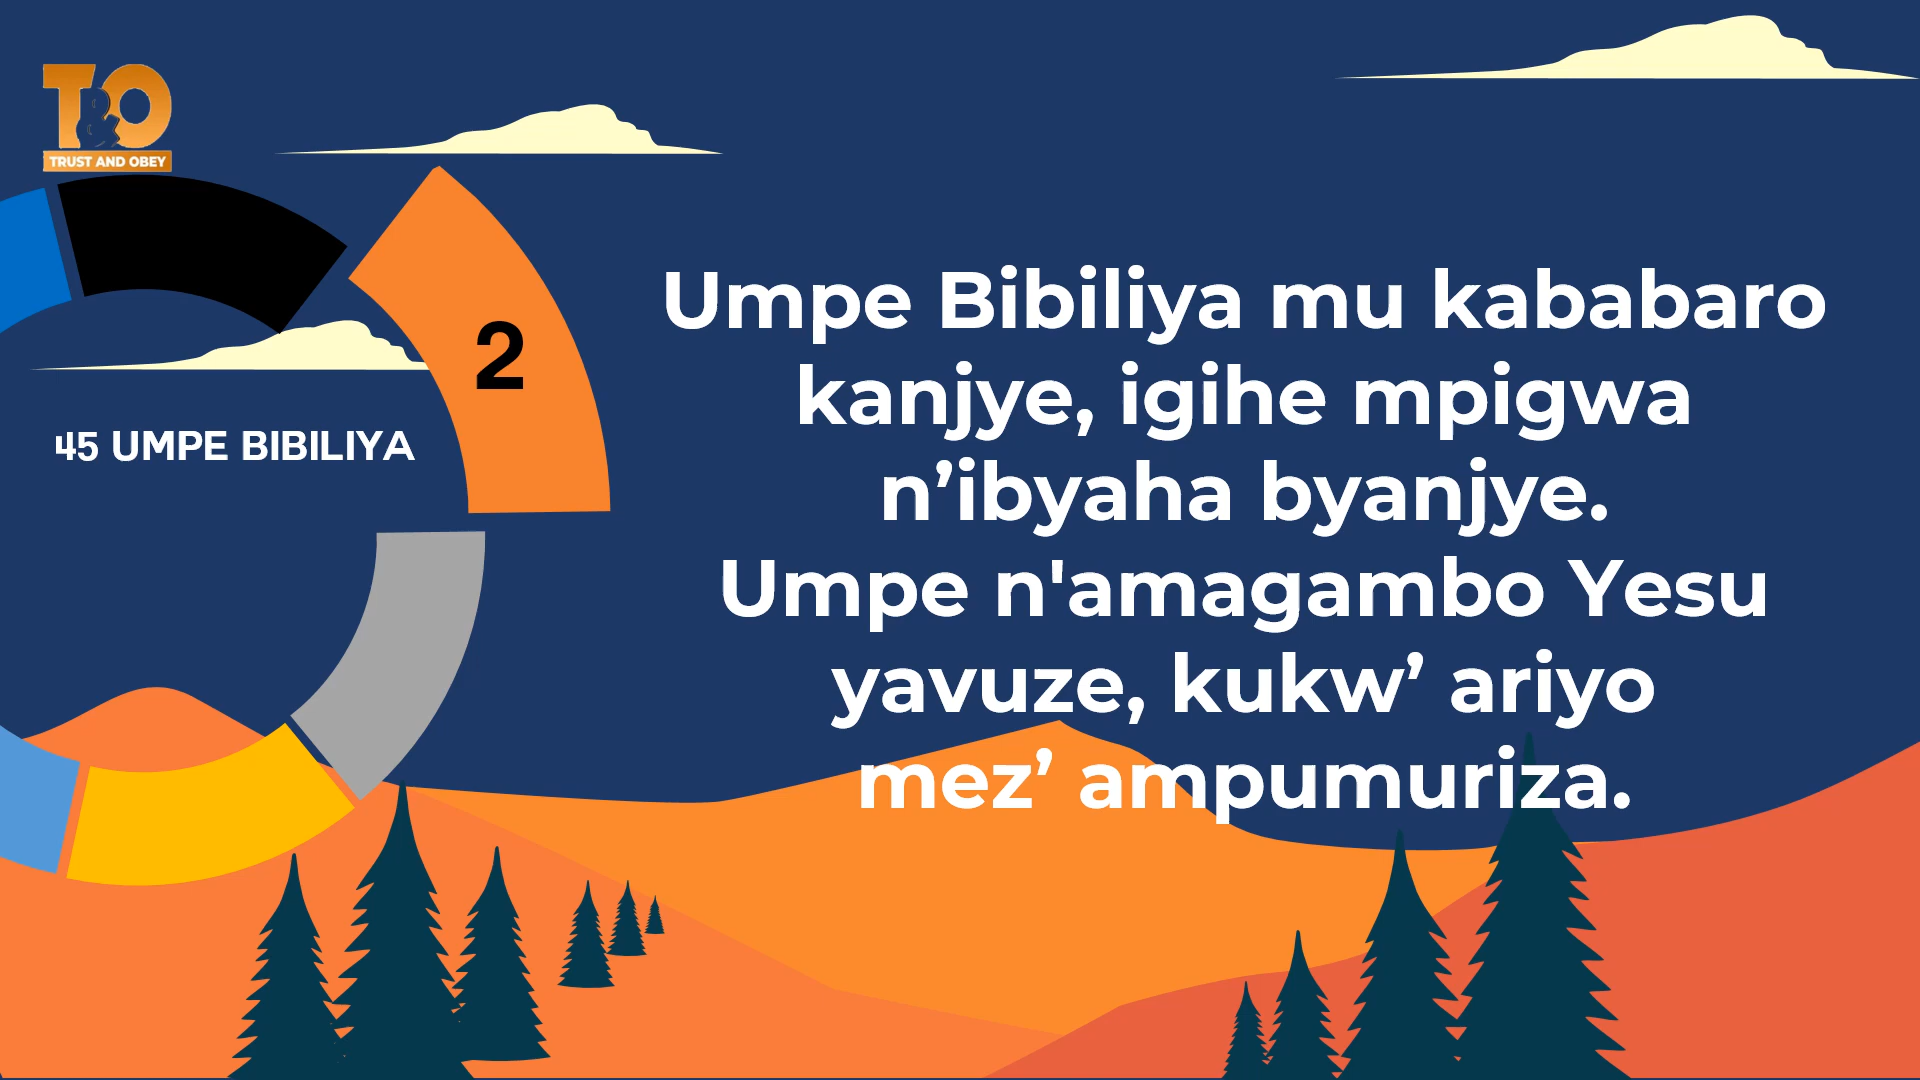 T&O
TRUST AND OBEY
2
45 UMPE BIBILIYA
Umpe Bibiliya mu kababaro
kanjye, igihe mpigwa
n’ibyaha byanjye.
Umpe n'amagambo Yesu
yavuze, kukw’ ariyo
mez’ ampumuriza.